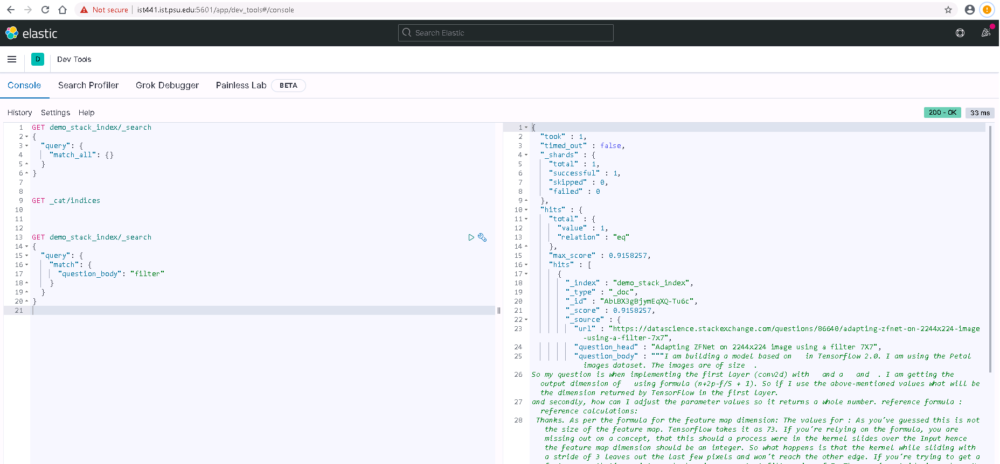 Not secure
ist441.ist.psu.edu:5601/app/dev_tools#/console
elastic
Search Elastic
D
Dev Tools
Console Search Profiler Grok Debugger Painless Lab BETA
History Settings Help
200 - OK 33 ms
1 GET demo_stack_index/_search
2 {
3 "query": {
4 "match_all": {}
5 }
6 }
7
8
9 GET _cat/indices
10
11
12
13 GET demo_stack_index/_search
14 {
15 "query": {
16 "match": {
17 "question_body": "filter"
18 }
19 }
20 }
21
1 {
2 "took" : 1,
3 "timed_out" : false,
4 "_shards" : {
5 "total" : 1,
6 "successful" : 1,
7 "skipped" : 0,
8 "failed" : 0
9 },
10 "hits" : {
11 "total" : {
12 "value" : 1,
13 "relation" : "eq"
14 },
15 "max_score" : 0.9158257,
16 "hits" : [
17 {
18 "_index" : "demo_stack_index",
19 "_type" : "_doc",
20 "_id" : "AbLBX3gBjymEqXQ-Tu6c",
21 "_score" : 0.9158257,
22 "_source" : {
23 "url" : "https://datascience.stackexchange.com/questions/86640/adapting-zfnet-on-2244x224-image
-using-a-filter-7x7",
24 "question_head" : "Adapting ZFNet on 2244x224 image using a filter 7X7",
25 "question_body" : """I am building a model based on in Tensorflow 2.0. I am using the Petal
images dataset. The images are of size .
26 So my question is when implementing the first layer (conv2d) with and a and . I am getting the
output dimension of using formula (n+2p-f/S + 1). So if I use the above-mentioned values what will be
the dimension returned by TensorFlow in the first layer.
27 and secondly, how can I adjust the parameter values so it returns a whole number. reference formula :
reference calculations:
28 Thanks. As per the formula for the feature map dimension: The values for : As you've guessed this is not
the size of the feature map. Tensorflow takes it as 73. If you're relying on the formula, you are
missing out on a concept, that this should a process were in the kernel slides over the Input hence
the feature map dimension should be an integer. So what happens is that the kernel while sliding with
a stride of 3 leaves out the last few pixels and won't reach the other edge. If you're trying to get a